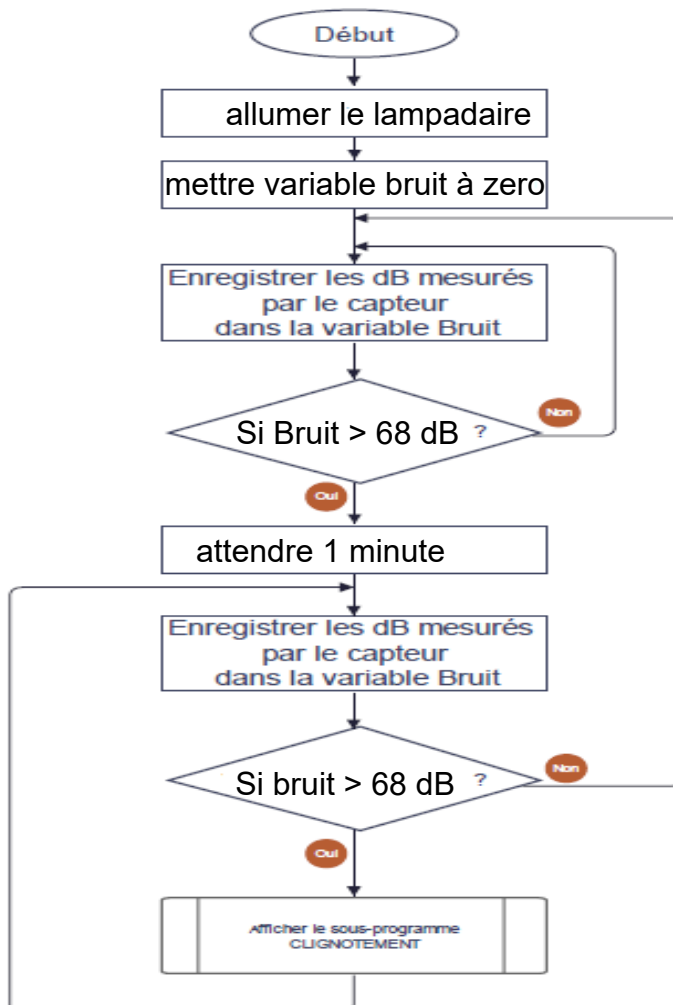 Début
allumer le lampadaire
mettre variable bruit à zero
Enregistrer les dB mesurés
par le capteur
dans la variable Bruit
Si Bruit > 68 dB ?
Non
Oui
attendre 1 minute
Enregistrer les dB mesurés
par le capteur
dans la variable Bruit
Si bruit > 68 dB ?
Non
Oui
Afficher le sous-programme
CLIGNOTEMENT